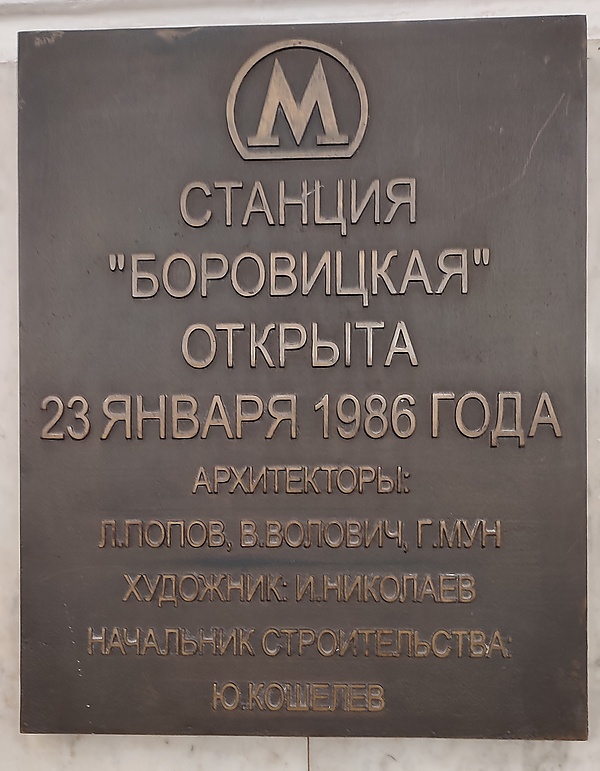 М
СТАНЦИЯ
"БОРОВИЦКАЯ"
ОТКРЫТА
23 ЯНВАРЯ 1986 ГОДА
АРХИТЕКТОРЫ:
Л.ПОПОВ, В.ВОЛОВИЧ, Г.МУН
ХУДОЖНИК: И.НИКОЛАЕВ
НАЧАЛЬНИК СТРОИТЕЛЬСТВА:
Ю.КОШЕЛЕВ